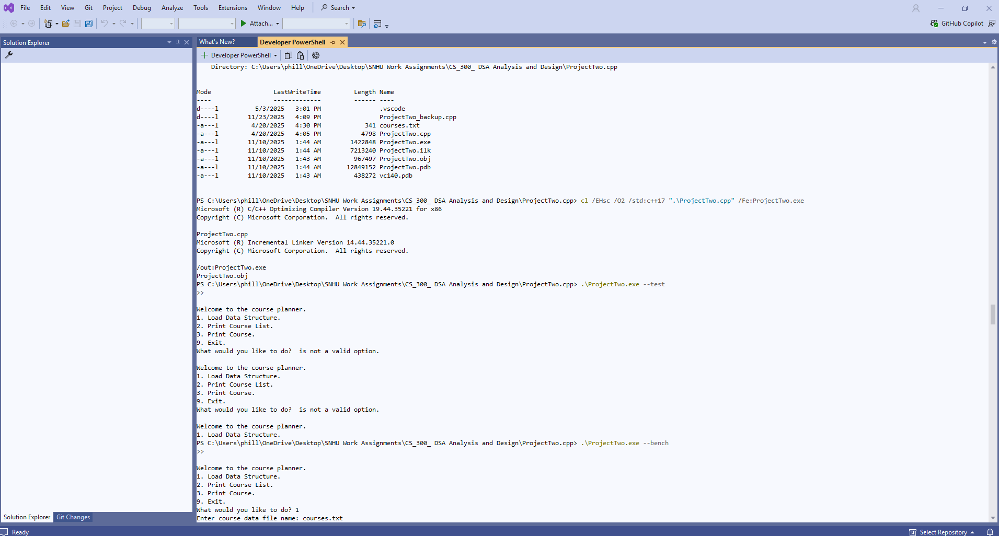 File Edit View Git Project Debug Analyze Tools Extensions Window Help Search
Attach... GitHub Copilot
Solution Explorer What's New? Developer PowerShell
Developer PowerShell
    Directory: C:\Users\phill\OneDrive\Desktop\SNHU Work Assignments\CS_300_ DSA Analysis and Design\ProjectTwo.cpp
Mode                     LastWriteTime         Length Name
----                     -------------         ------ ----
d----l          5/3/2025   3:01 PM                .vscode
d----l        11/23/2025   4:09 PM                ProjectTwo_backup.cpp
-a---l         4/20/2025   4:30 PM            341 courses.txt
-a---l         4/20/2025   4:05 PM           4798 ProjectTwo.cpp
-a---l        11/10/2025   1:44 AM        1422848 ProjectTwo.exe
-a---l        11/10/2025   1:44 AM        7213240 ProjectTwo.ilk
-a---l        11/10/2025   1:43 AM         967497 ProjectTwo.obj
-a---l        11/10/2025   1:44 AM       12849152 ProjectTwo.pdb
-a---l        11/10/2025   1:43 AM         438272 vc140.pdb
PS C:\Users\phill\OneDrive\Desktop\SNHU Work Assignments\CS_300_ DSA Analysis and Design\ProjectTwo.cpp> cl /EHsc /O2 /std:c++17 ".\ProjectTwo.cpp" /Fe:ProjectTwo.exe
Microsoft (R) C/C++ Optimizing Compiler Version 19.44.35221 for x86
Copyright (C) Microsoft Corporation.  All rights reserved.
ProjectTwo.cpp
Microsoft (R) Incremental Linker Version 14.44.35221.0
Copyright (C) Microsoft Corporation.  All rights reserved.
/out:ProjectTwo.exe
ProjectTwo.obj
PS C:\Users\phill\OneDrive\Desktop\SNHU Work Assignments\CS_300_ DSA Analysis and Design\ProjectTwo.cpp> .\ProjectTwo.exe --test
>>
Welcome to the course planner.
1. Load Data Structure.
2. Print Course List.
3. Print Course.
9. Exit.
What would you like to do?  is not a valid option.
Welcome to the course planner.
1. Load Data Structure.
2. Print Course List.
3. Print Course.
9. Exit.
What would you like to do?  is not a valid option.
Welcome to the course planner.
1. Load Data Structure.
PS C:\Users\phill\OneDrive\Desktop\SNHU Work Assignments\CS_300_ DSA Analysis and Design\ProjectTwo.cpp> .\ProjectTwo.exe --bench
>>
Welcome to the course planner.
1. Load Data Structure.
2. Print Course List.
3. Print Course.
9. Exit.
What would you like to do? 1
Enter course data file name: courses.txt
Solution Explorer Git Changes
Ready Select Repository